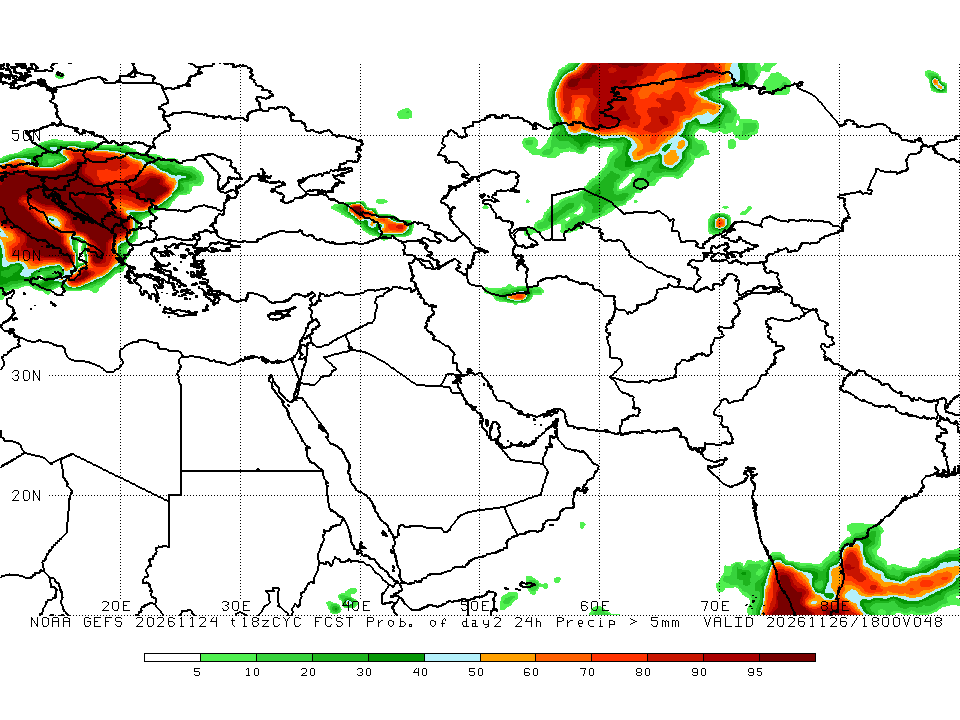 50N
40N
30N
20N
20E 30E 40E 50E 60E 70E 80E
NOAA GEFS 20261124 t18zCYC FCST Prob. of day2 24h Precip > 5mm VALID 20261126/1800V048
5 10 20 30 40 50 60 70 80 90 95